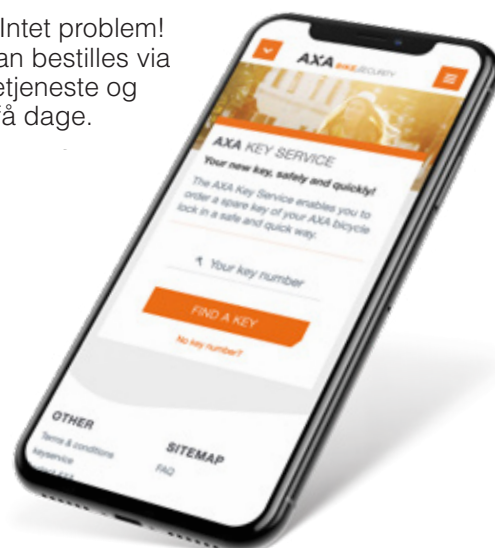 Intet problem!
an bestilles via
etjeneste og
få dage.
AXA BIKE SECURITY
AXA KEY SERVICE
Your new key, safely and quickly!
The AXA Key Service enables you to
order a spare key of your AXA bicycle
lock in a safe and quick way.
Your key number
FIND A KEY
No key number?
OTHER
Terms & conditions
keyservice
SITEMAP
FAQ